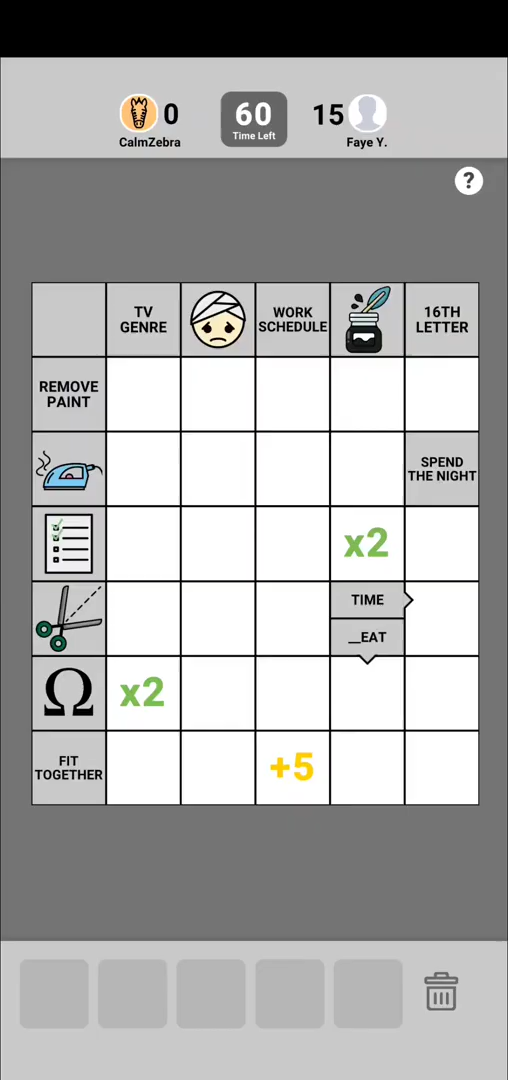 0
60
15
CalmZebra
Time Left
Faye Y.
?
TV
GENRE
WORK
SCHEDULE
16TH
LETTER
REMOVE
PAINT
SPEND
THE NIGHT
x2
TIME
__EAT
Ω
x2
FIT
TOGETHER
+5